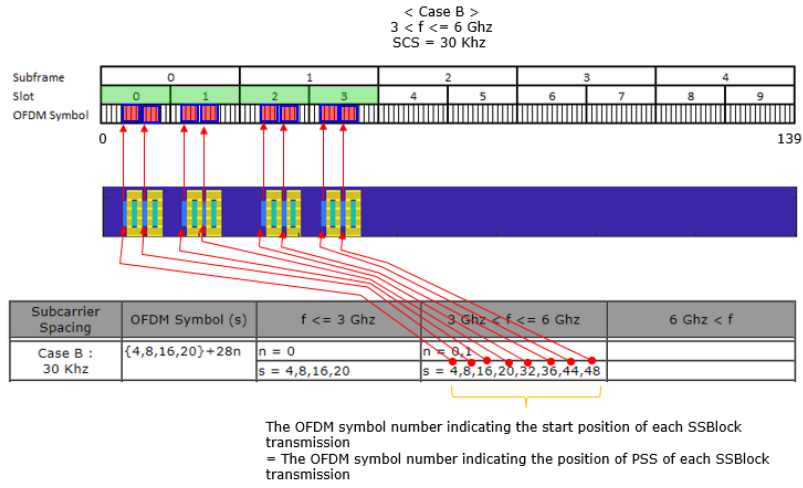 < Case B >
3 < f <= 6 Ghz
SCS = 30 Khz
Subframe 0 1 2 3 4
Slot 0 1 2 3 4 5 6 7 8 9
OFDM Symbol
0 139
Subcarrier Spacing OFDM Symbol (s) f <= 3 Ghz 3 Ghz < f <= 6 Ghz 6 Ghz < f
Case B : {4,8,16,20}+28n n = 0 n = 0,1
30 Khz s = 4,8,16,20 s = 4,8,16,20,32,36,44,48
The OFDM symbol number indicating the start position of each SSBlock
transmission
= The OFDM symbol number indicating the position of PSS of each SSBlock
transmission